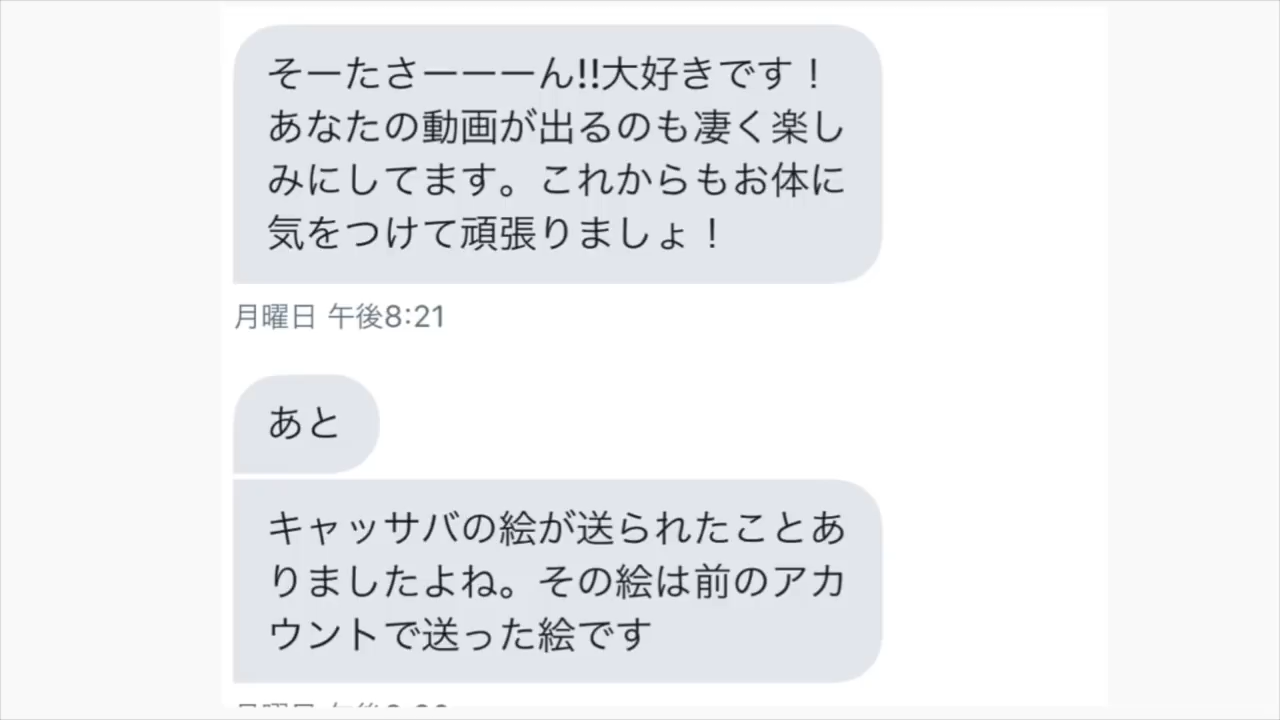 そーたさーーーん!!大好きです！
あなたの動画が出るのも凄く楽し
みにしてます。これからもお体に
気をつけて頑張りましょ！
月曜日 午後8:21
あと
キャッサバの絵が送られたことあ
りましたよね。その絵は前のアカ
ウントで送った絵です